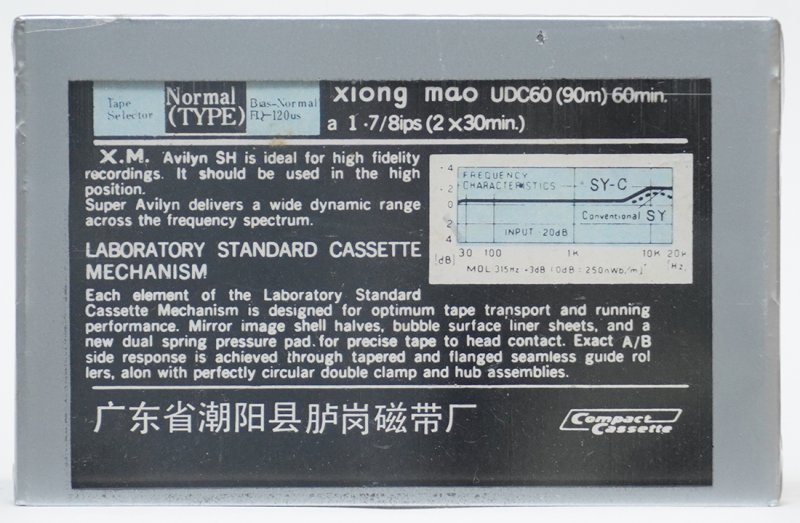 Tape
Selector
Normal
(TYPE)
Bias-Normal
EQ-120us
xiong mao UDC60 (90m) 60min.
a 1·7/8ips (2x30min.)
X.M. Avilyn SH is ideal for high fidelity
recordings. It should be used in the high
position.
Super Avilyn delivers a wide dynamic range
across the frequency spectrum.
LABORATORY STANDARD CASSETTE
MECHANISM
FREQUENCY
CHARACTERISTICS
SY-C
Conventional SY
INPUT -20dB
4
2
0
2
4
[dB]
30 100 1K 10K 20K
Hz
MOL 315Hz +3dB (0dB: 250nWb/m)
Each element of the Laboratory Standard
Cassette Mechanism is designed for optimum tape transport and running
performance. Mirror image shell halves, bubble surface liner sheets, and a
new dual spring pressure pad for precise tape to head contact. Exact A/B
side response is achieved through tapered and flanged seamless guide rol
lers, alon with perfectly circular double clamp and hub assemblies.
广东省潮阳县胪岗磁带厂
Compact
Cassette